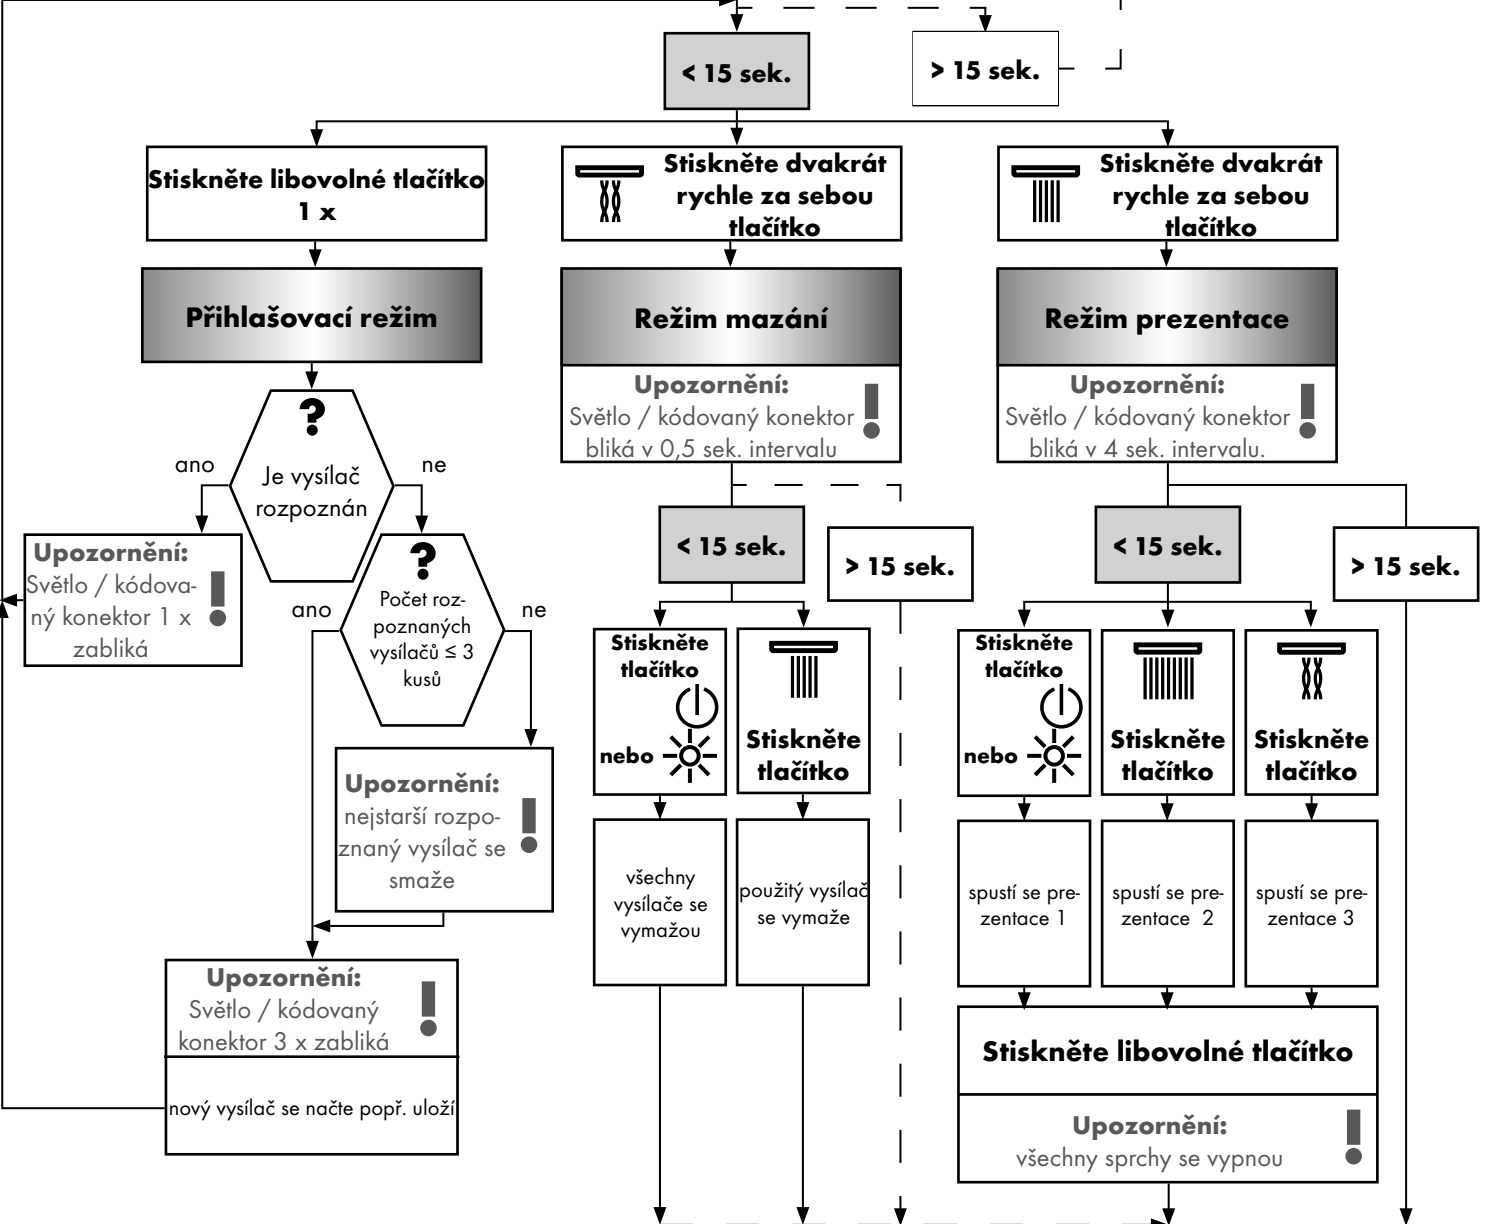 < 15 sek.
> 15 sek.
Stiskněte libovolné tlačítko
1 x
Stiskněte dvakrát
rychle za sebou
tlačítko
Stiskněte dvakrát
rychle za sebou
tlačítko
Přihlašovací režim
Režim mazání
Upozornění:
Světlo / kódovaný konektor
bliká v 0,5 sek. intervalu
Režim prezentace
Upozornění:
Světlo / kódovaný konektor
bliká v 4 sek. intervalu.
?
Je vysílač
rozpoznán
ano
ne
Upozornění:
Světlo / kódova-
ný konektor 1 x
zabliká
?
Počet roz-
poznaných
vysílačů ≤ 3
kusů
ano
ne
Upozornění:
nejstarší rozpo-
znaný vysílač se
smaže
Upozornění:
Světlo / kódovaný
konektor 3 x zabliká
nový vysílač se načte popř. uloží
< 15 sek.
> 15 sek.
Stiskněte
tlačítko
nebo
Stiskněte
tlačítko
všechny
vysílače se
vymažou
použitý vysílač
se vymaže
< 15 sek.
> 15 sek.
Stiskněte
tlačítko
nebo
Stiskněte
tlačítko
Stiskněte
tlačítko
spustí se pre-
zentace 1
spustí se pre-
zentace 2
spustí se pre-
zentace 3
Stiskněte libovolné tlačítko
Upozornění:
všechny sprchy se vypnou